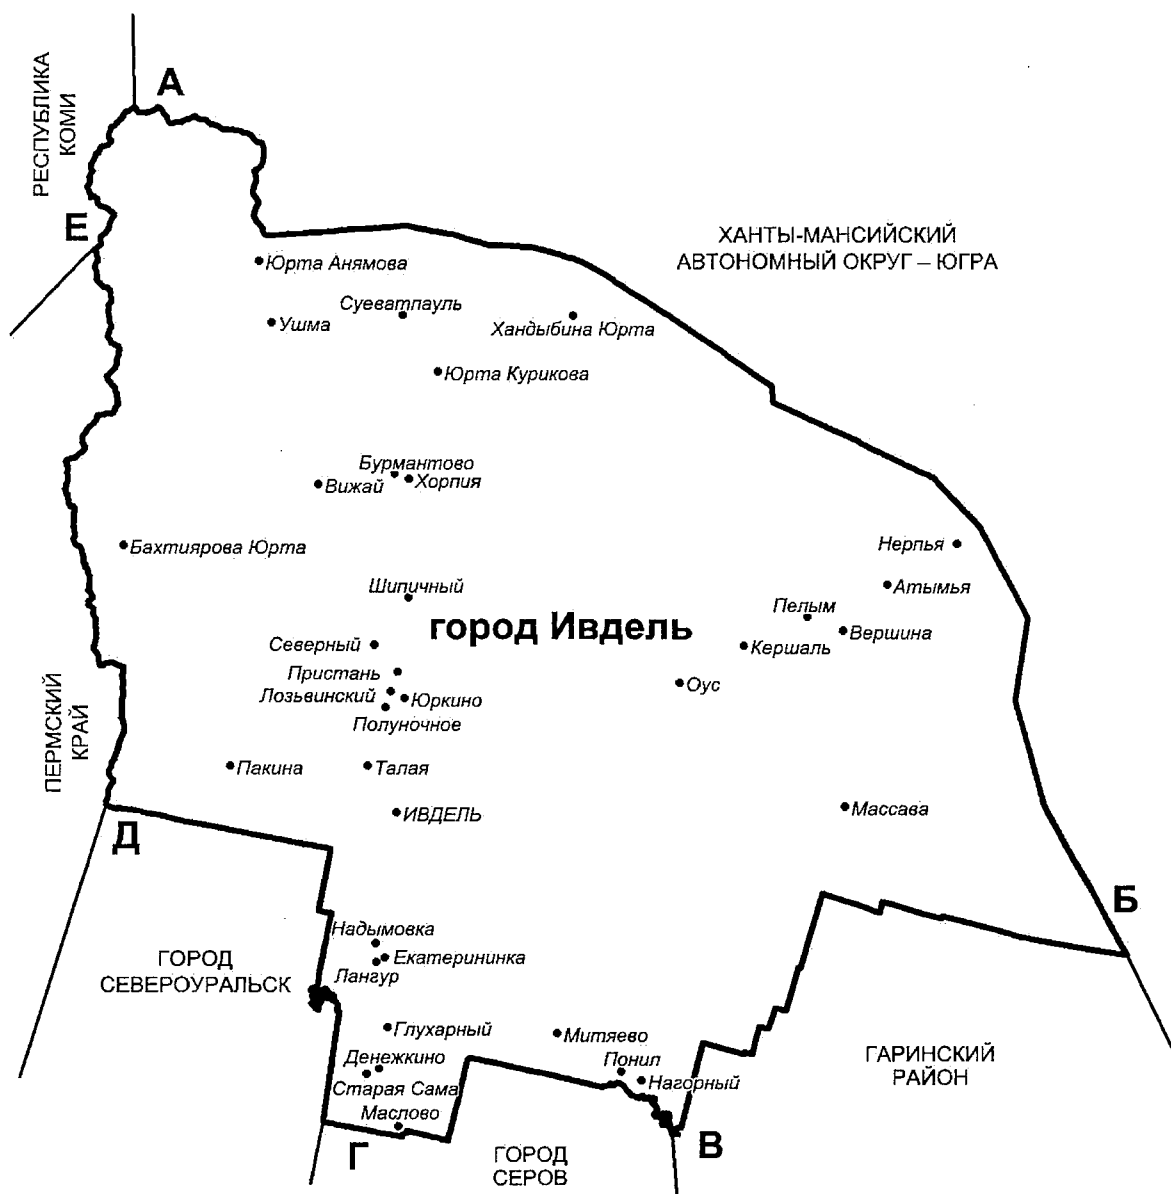 А
РЕСПУБЛИКА
КОМИ
Е
ХАНТЫ-МАНСИЙСКИЙ
АВТОНОМНЫЙ ОКРУГ – ЮГРА
Юрта Анямова
Суеватпауль
Ушма
Хандыбина Юрта
Юрта Курикова
Бурмантово
Хорпия
Вижай
Бахтиярова Юрта
Нерпья
Атымья
Шипичный
Пелым
Вершина
город Ивдель
Северный
Кершаль
Пристань
Оус
Лозьвинский
Юркино
Полуночное
ПЕРМСКИЙ
КРАЙ
Пакина
Талая
ИВДЕЛЬ
Массава
Д
Б
Надымовка
Екатерининка
Лангур
ГОРОД
СЕВЕРОУРАЛЬСК
Глухарный
Митяево
Денежкино
Понил
Старая Сама
Нагорный
ГАРИНСКИЙ
РАЙОН
Маслово
Г
В
ГОРОД
СЕРОВ